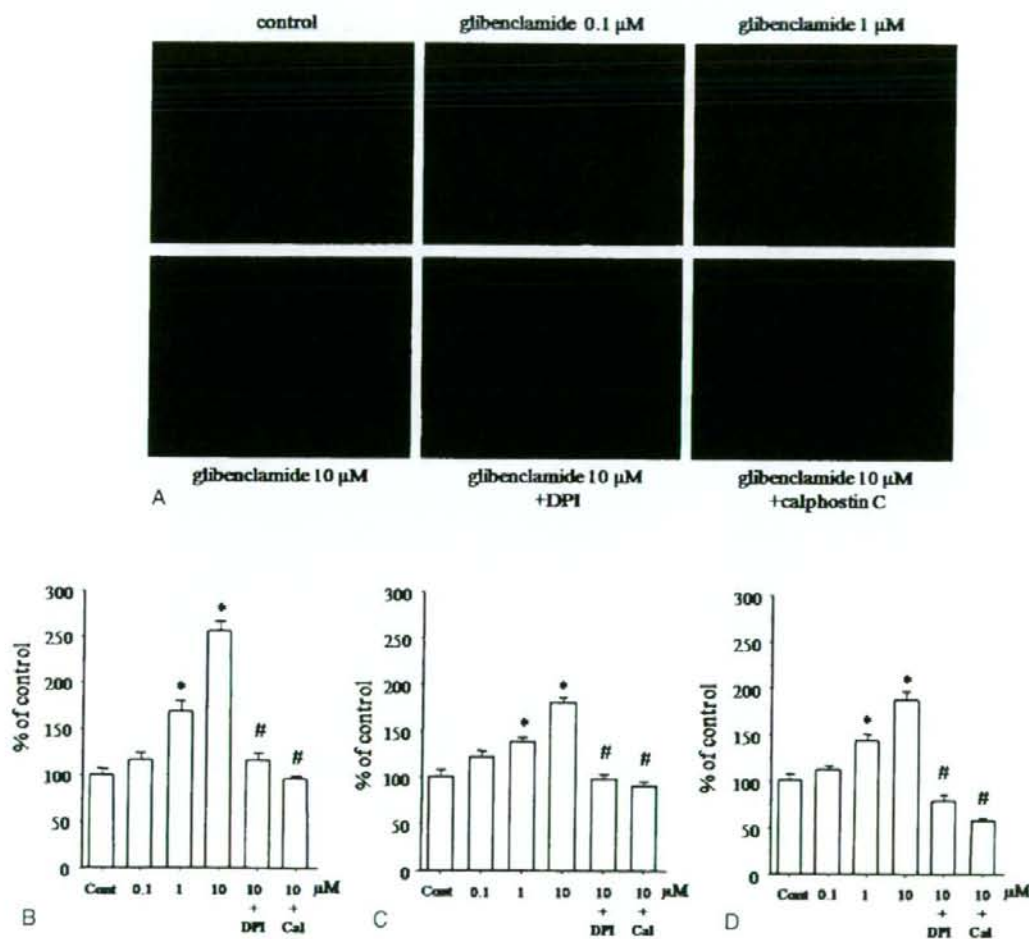 control glibenclamide 0.1 μM glibenclamide 1 μM
glibenclamide 10 μM glibenclamide 10 μM glibenclamide 10 μM
+DPI +calphostin C
A
300
250
200
150
100
50
0
% of control
* * # #
Cont 0.1 1 10 10 10 μM
+ +
DPI Cal
B
300
250
200
150
100
50
0
% of control
* * # #
Cont 0.1 1 10 10 10 μM
+ +
DPI Cal
C
300
250
200
150
100
50
0
% of control
* * # #
Cont 0.1 1 10 10 10 μM
+ +
DPI Cal
D